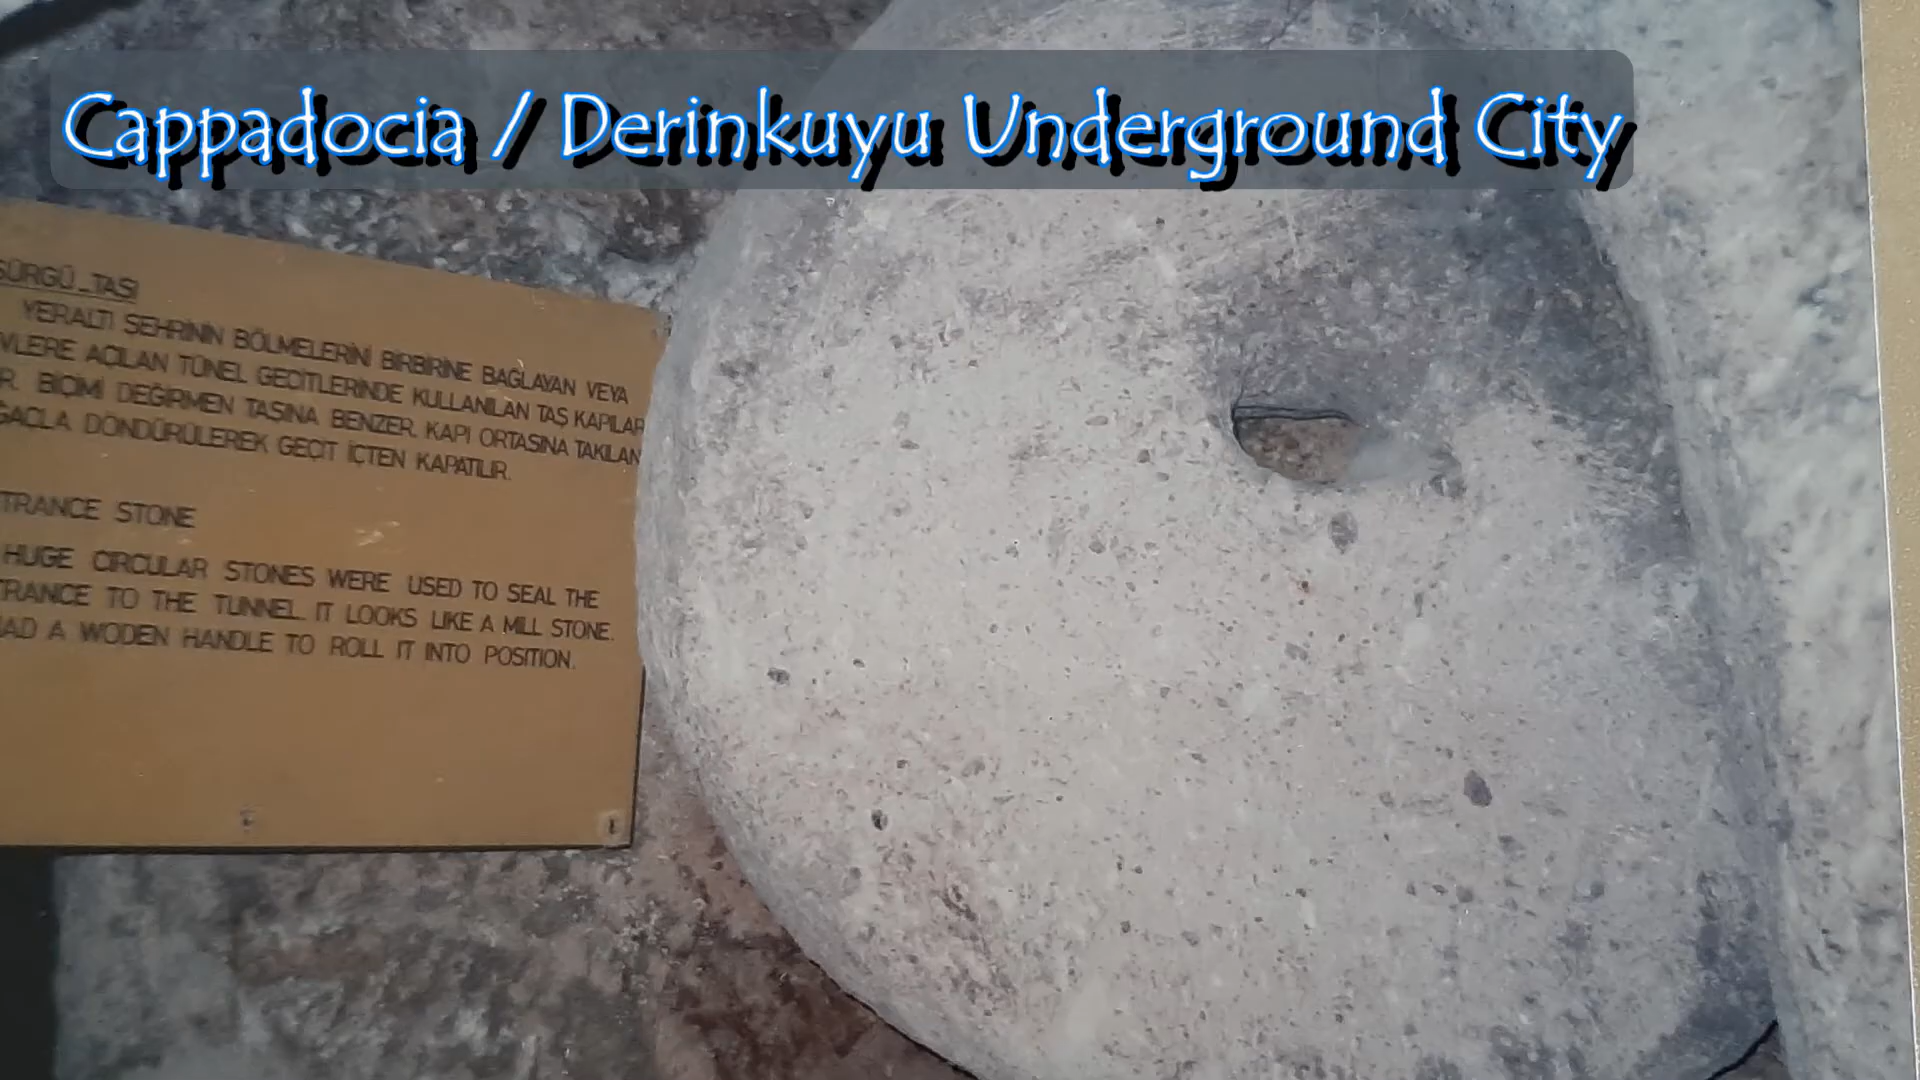 Cappadocia / Derinkuyu Underground City
SÜRGÜ_TAŞI
YERALTI ŞEHRİNİN BÖLMELERİNİ BİRBİRİNE BAĞLAYAN VEYA
VLERE AÇILAN TÜNEL GEÇİTLERİNDE KULLANILAN TAŞ KAPILAR
R. BİÇİMİ DEĞİRMEN TAŞINA BENZER. KAPI ORTASINA TAKILAN
ĞAÇLA DÖNDÜRÜLEREK GEÇİT İÇTEN KAPATILIR.
TRANCE STONE
HUGE CIRCULAR STONES WERE USED TO SEAL THE
TRANCE TO THE TUNNEL. IT LOOKS LIKE A MILL STONE.
HAD A WODEN HANDLE TO ROLL IT INTO POSITION.